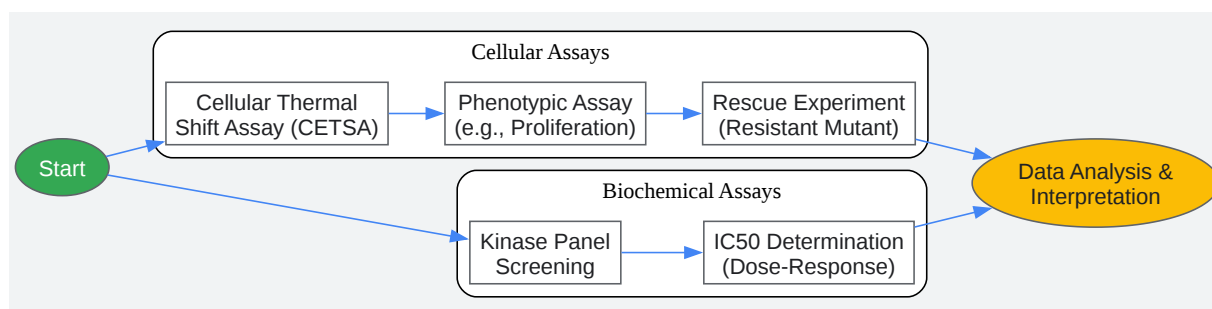 Cellular Assays
Cellular Thermal
Shift Assay (CETSA)
Phenotypic Assay
(e.g., Proliferation)
Rescue Experiment
(Resistant Mutant)
Start
Data Analysis &
Interpretation
Biochemical Assays
Kinase Panel
Screening
IC50 Determination
(Dose-Response)